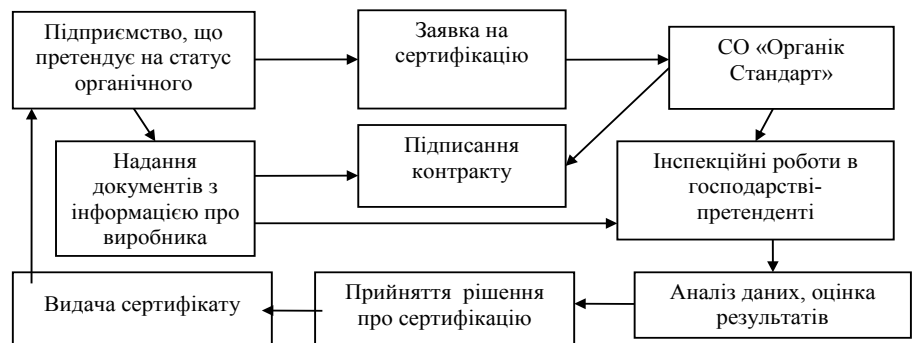 Підприємство, що
претендує на статус
органічного
Заявка на
сертифікацію
СО «Органік
Стандарт»
Надання
документів з
інформацією про
виробника
Підписання
контракту
Інспекційні роботи в
господарстві-
претенденті
Видача сертифікату
Прийняття рішення
про сертифікацію
Аналіз даних, оцінка
результатів